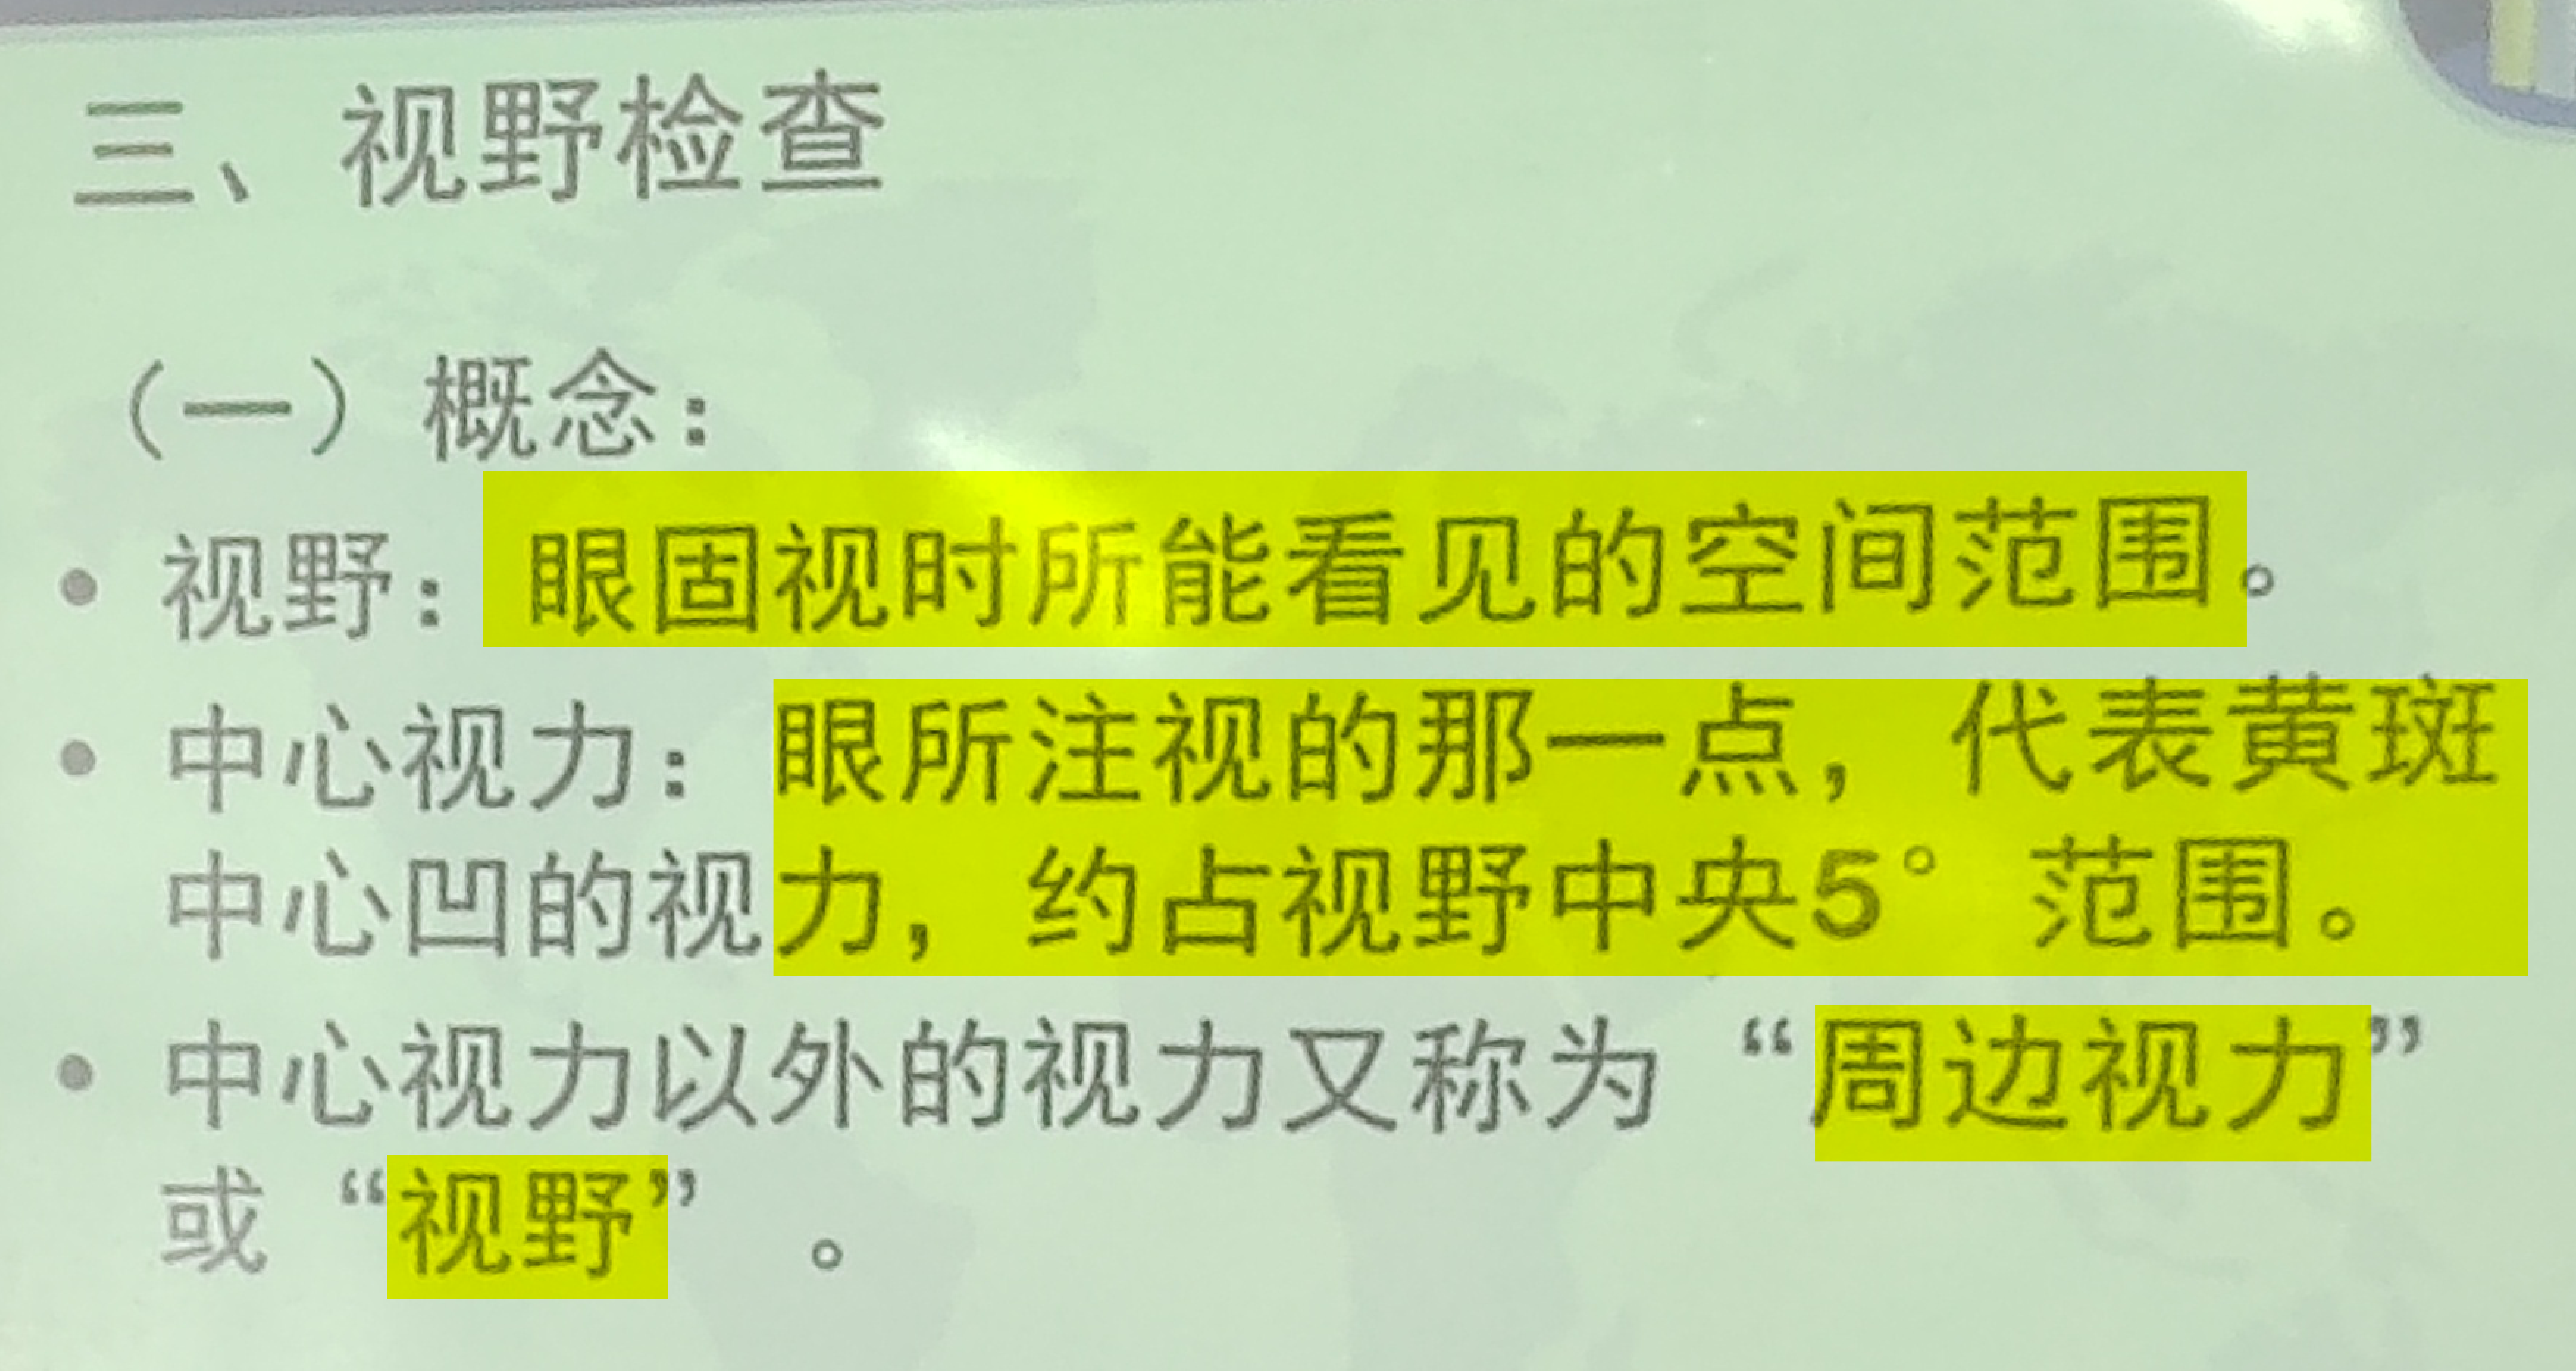 三、视野检查
（一）概念：
• 视野：眼固视时所能看见的空间范围。
• 中心视力：眼所注视的那一点，代表黄斑
中心凹的视力，约占视野中央5°范围。
• 中心视力以外的视力又称为“周边视力”
或“视野”。